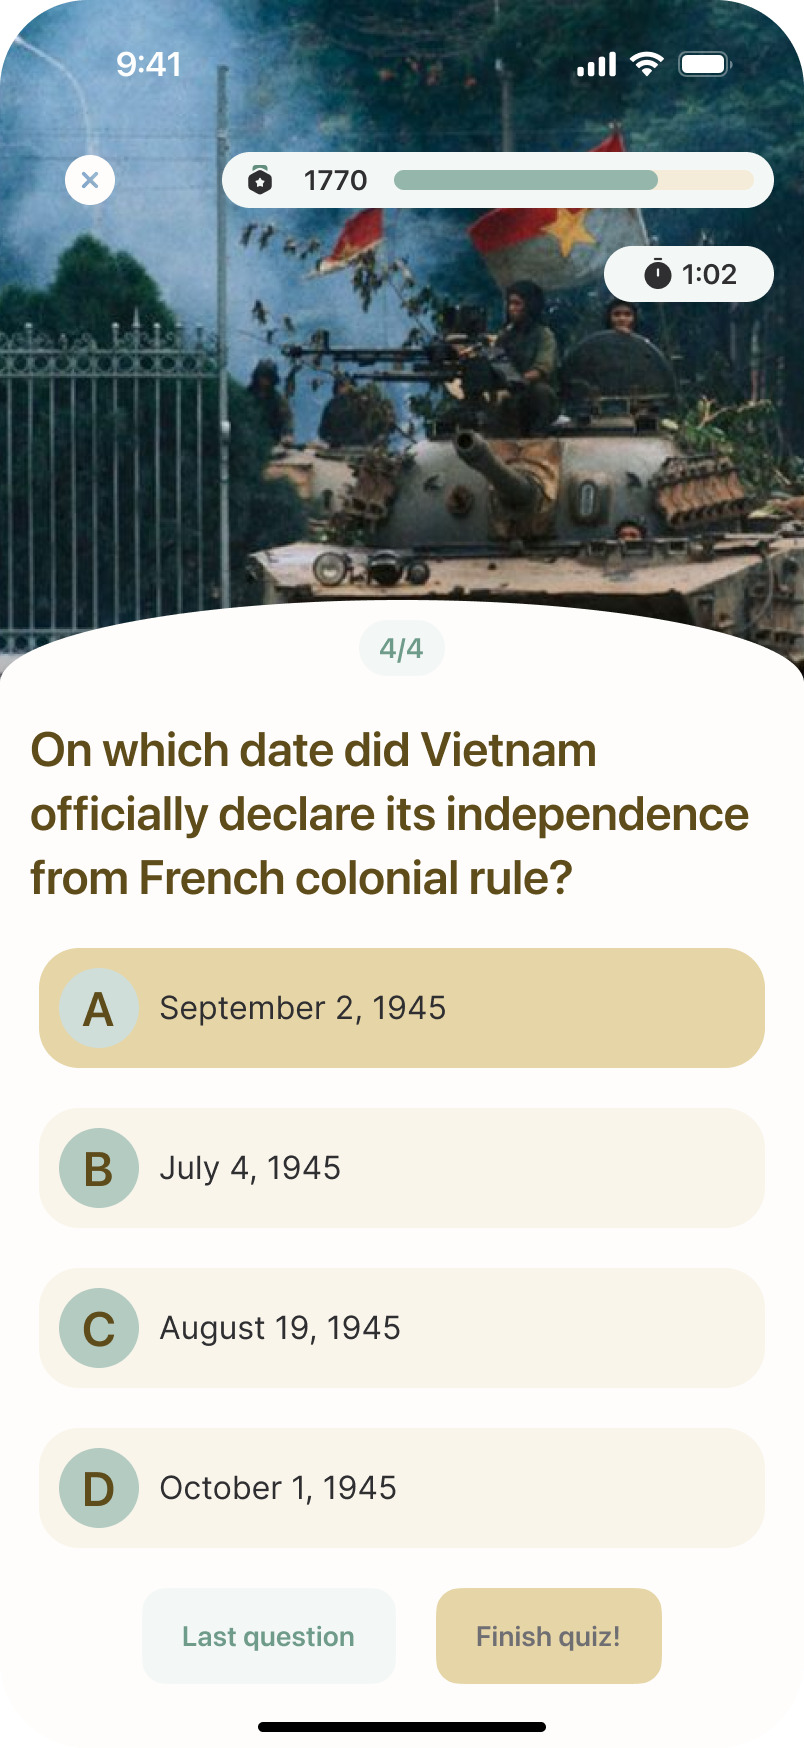 9:41
1770
1:02
4/4
On which date did Vietnam
officially declare its independence
from French colonial rule?
A September 2, 1945
B July 4, 1945
C August 19, 1945
D October 1, 1945
Last question Finish quiz!